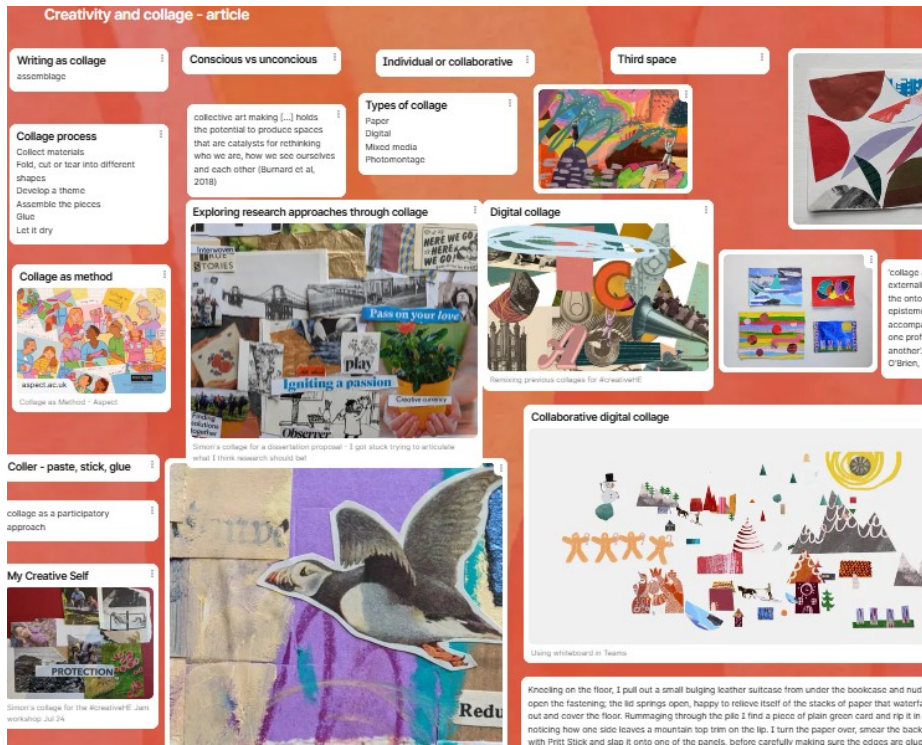 Creativity and collage - article
Writing as collage
assemblage
Conscious vs unconcious
Individual or collaborative
Third space
Collage process
Collect materials
Fold, cut or tear into different
shapes
Develop a theme
Assemble the pieces
Glue
Let it dry
collective art making [...] holds
the potential to produce spaces
that are catalysts for rethinking
who we are, how we see ourselves
and each other (Burnard et al,
2018)
Types of collage
Paper
Digital
Mixed media
Photomontage
Collage as method
aspect.ac.uk
Collage as Method - Aspect
Exploring research approaches through collage
Interwoven
TRUE
STORIES
HERE WE GO
HERE WE
GO!
Pass on your love
play
Igniting a passion
Creative currency
Finding
solutions
together
Observer
Simon's collage for a dissertation proposal - I got stuck trying to articulate
what I think research should be!
Digital collage
C
A
Removing previous collages for #creativeHE
'collage
externali
the onto
episteme
accompa
one prof
another'.
O'Brien,
Coller - paste, stick, glue
collage as a participatory
approach
My Creative Self
PROTECTION
Simon's collage for the #creativeHE Jam
workshop Jul 24
Redu
Collaborative digital collage
Using whiteboard in Teams
Kneeling on the floor, I pull out a small bulging leather suitcase from under the bookcase and nud
open the fastening; the lid springs open, happy to relieve itself of the stacks of paper that waterfa
out and cover the floor. Rummaging through the pile I find a piece of plain green card and rip it in
noticing how one side leaves a mountain top trim on the lip. I turn the paper over, smear the back
with Pritt Stick and slap it onto one of the panels, before carefully making sure the edges are glue